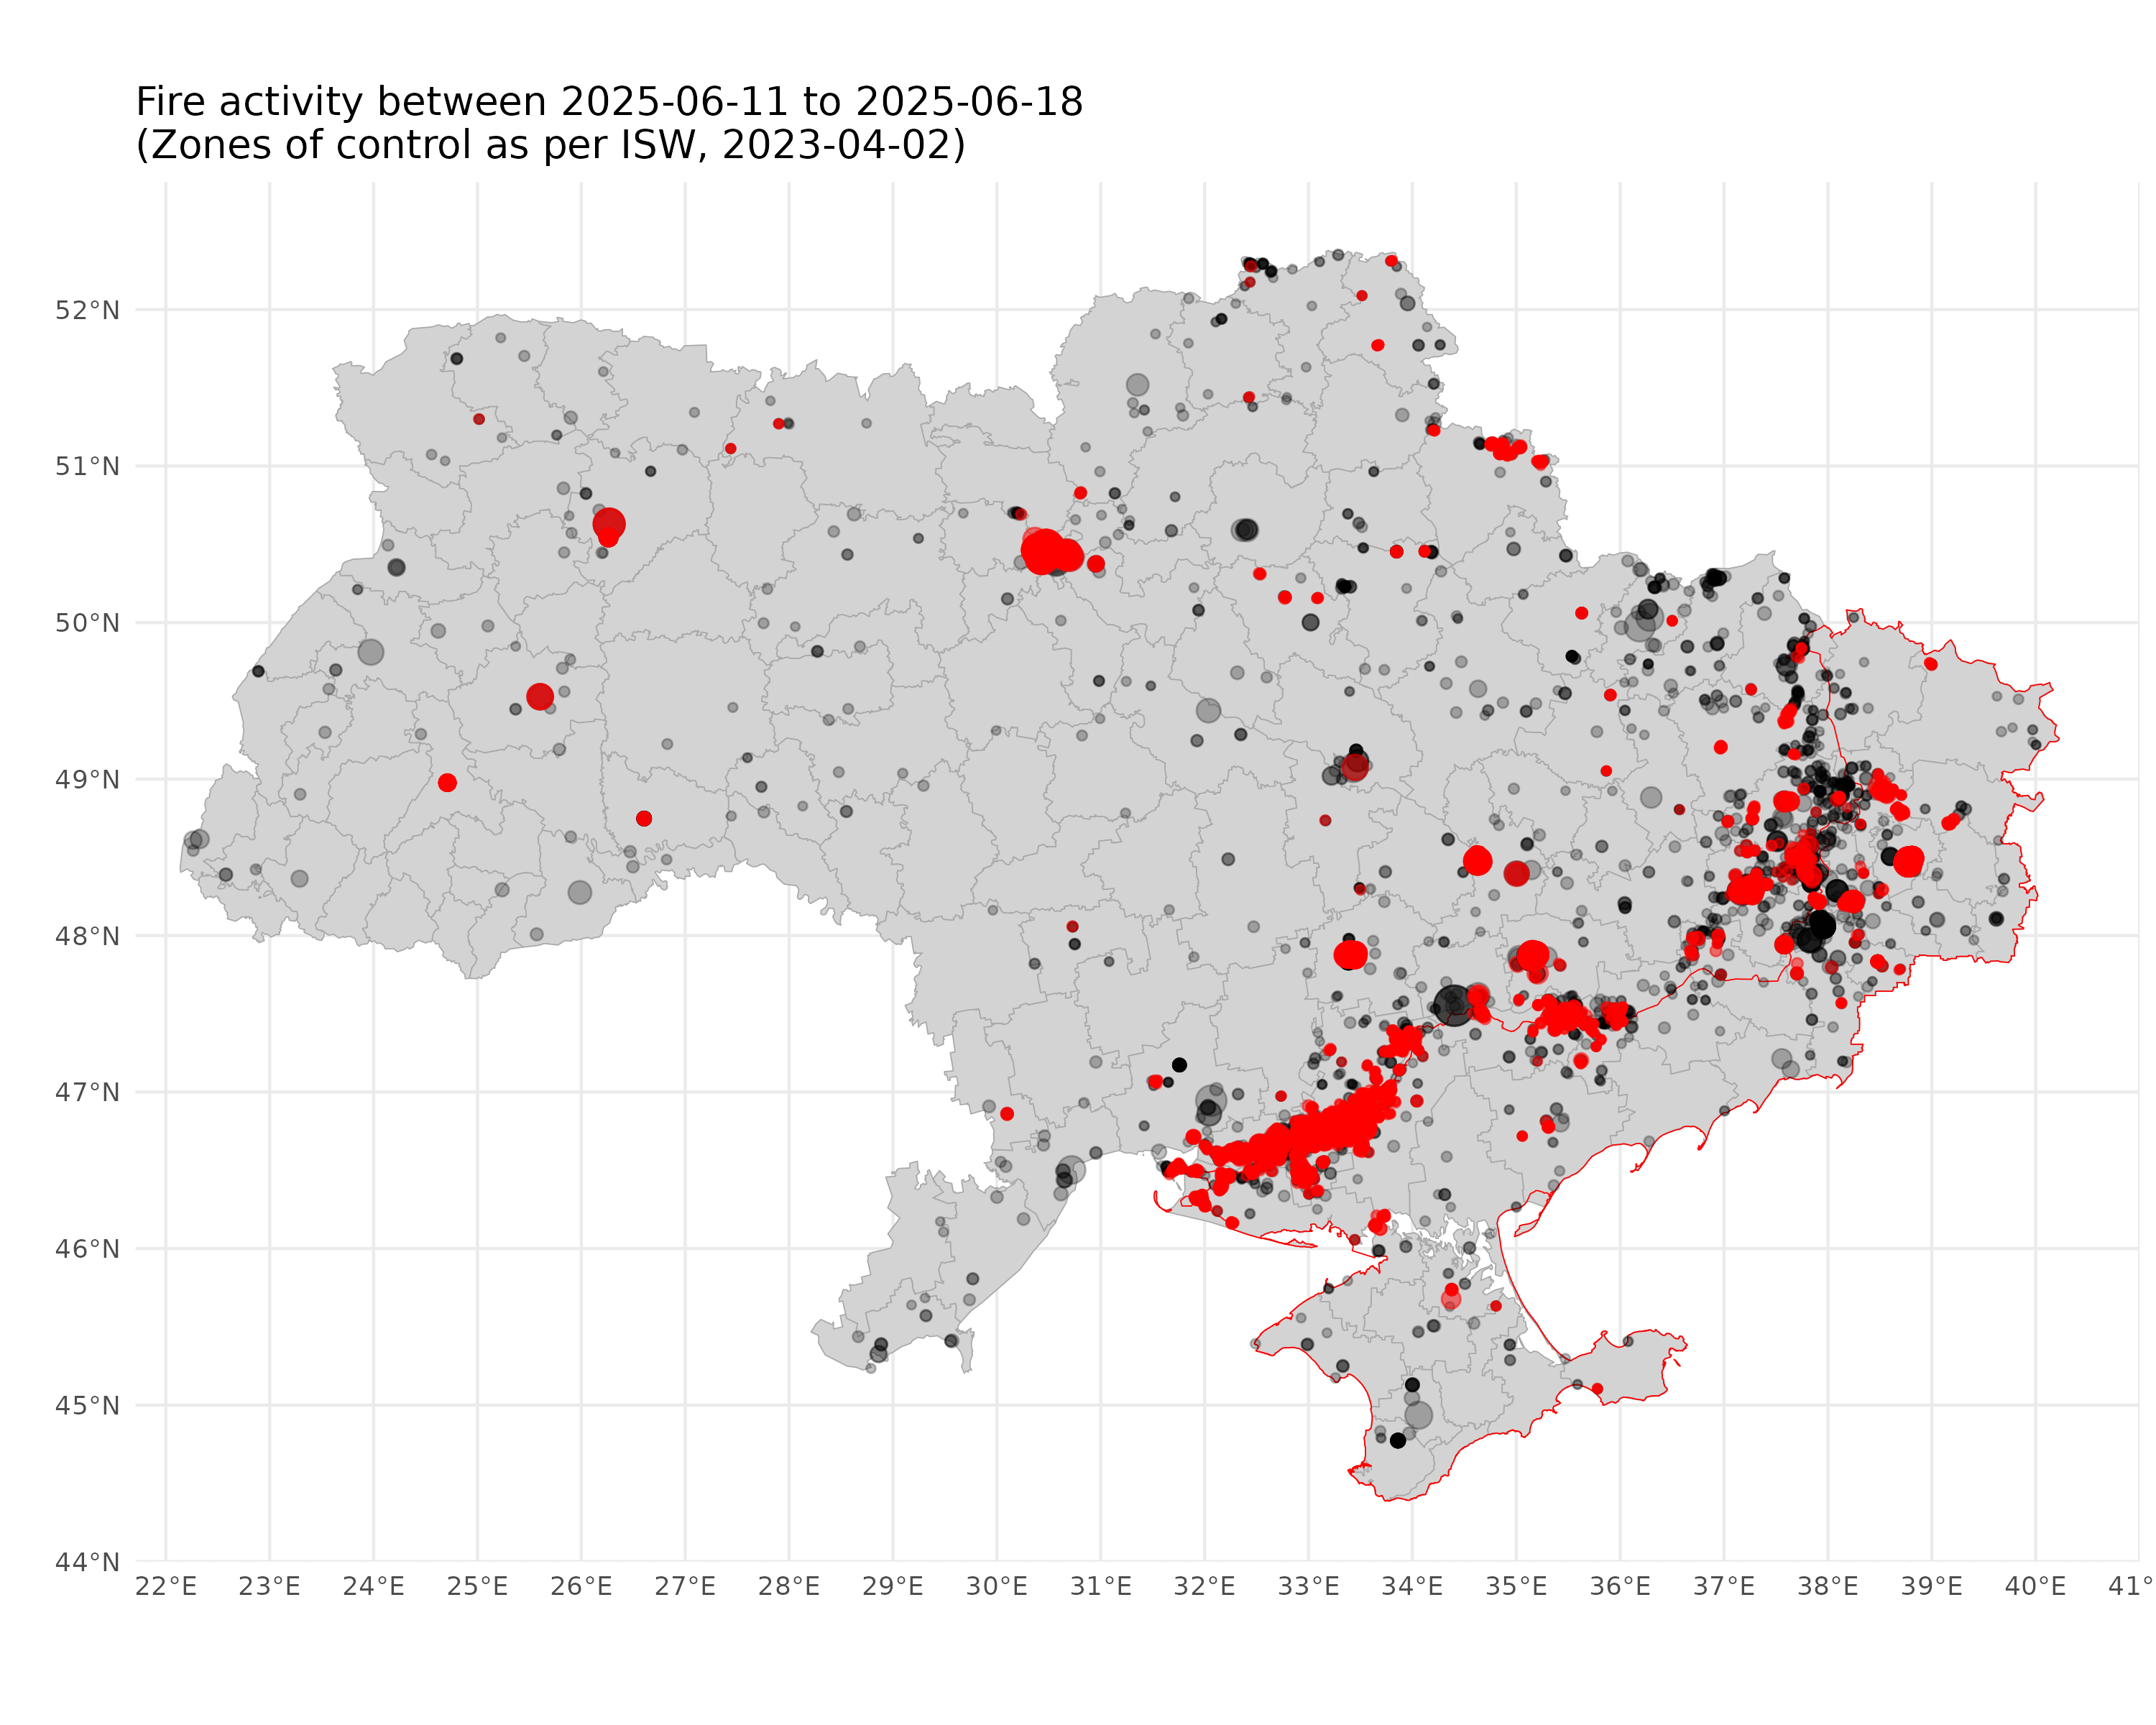 Fire activity between 2025-06-11 to 2025-06-18
(Zones of control as per ISW, 2023-04-02)
52°N
51°N
50°N
49°N
48°N
47°N
46°N
45°N
44°N
22°E 23°E 24°E 25°E 26°E 27°E 28°E 29°E 30°E 31°E 32°E 33°E 34°E 35°E 36°E 37°E 38°E 39°E 40°E 41°